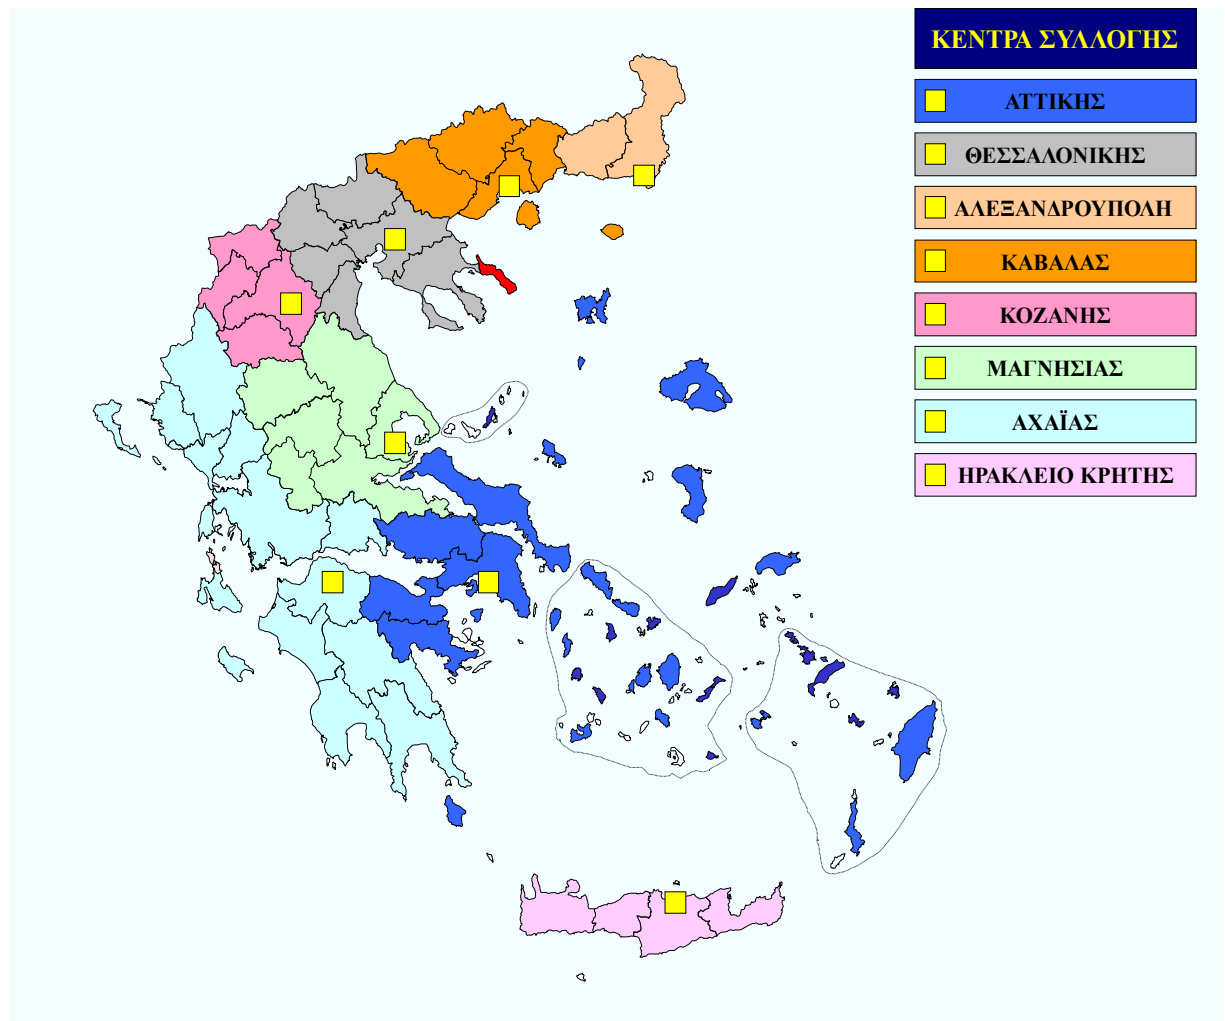 ΚΕΝΤΡΑ ΣΥΛΛΟΓΗΣ
ΑΤΤΙΚΗΣ
ΘΕΣΣΑΛΟΝΙΚΗΣ
ΑΛΕΞΑΝΔΡΟΥΠΟΛΗ
ΚΑΒΑΛΑΣ
ΚΟΖΑΝΗΣ
ΜΑΓΝΗΣΙΑΣ
ΑΧΑΪΑΣ
ΗΡΑΚΛΕΙΟ ΚΡΗΤΗΣ